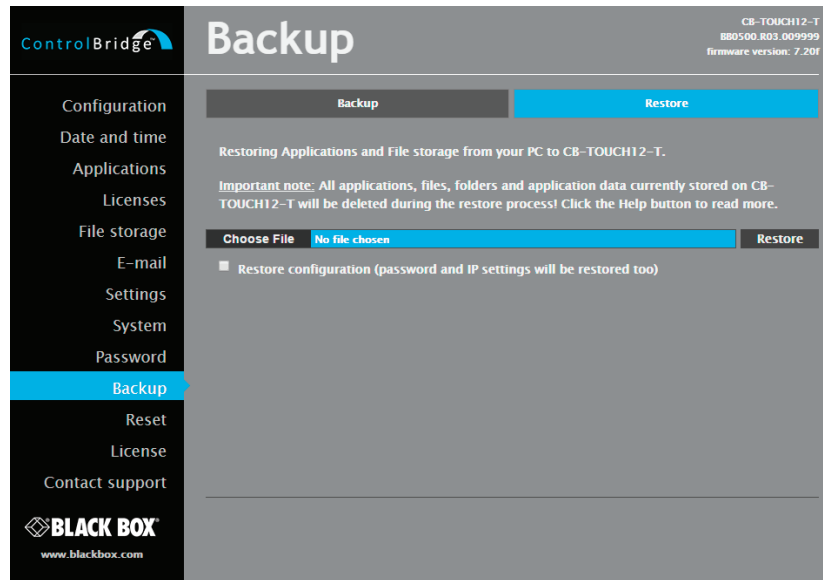 ControlBridge™
Backup
CB-TOUCH12-T
BB0500.R03.009999
firmware version: 7.20f
Configuration
Date and time
Applications
Licenses
File storage
E-mail
Settings
System
Password
Backup
Reset
License
Contact support
BLACK BOX®
www.blackbox.com
Backup
Restore
Restoring Applications and File storage from your PC to CB-TOUCH12-T.
Important note: All applications, files, folders and application data currently stored on CB-
TOUCH12-T will be deleted during the restore process! Click the Help button to read more.
Choose File No file chosen Restore
Restore configuration (password and IP settings will be restored too)